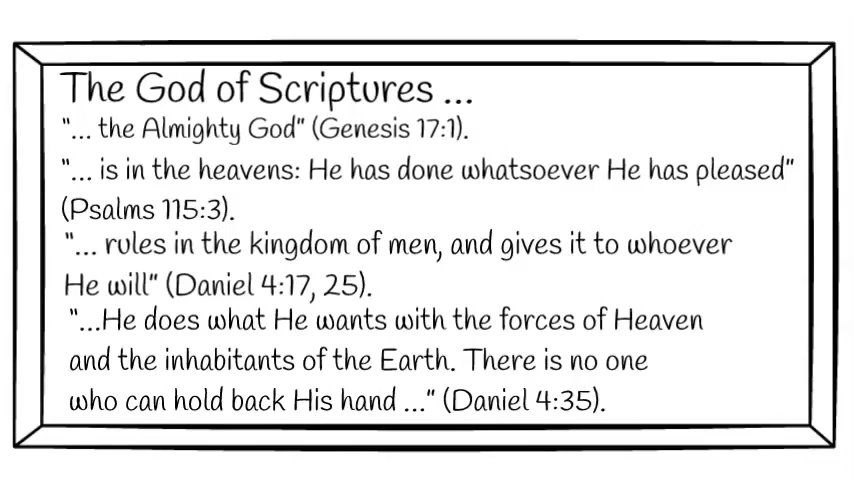 The God of Scriptures ...
"... the Almighty God" (Genesis 17:1).
"... is in the heavens: He has done whatsoever He has pleased"
(Psalms 115:3).
"... rules in the kingdom of men, and gives it to whoever
He will" (Daniel 4:17, 25).
"...He does what He wants with the forces of Heaven
and the inhabitants of the Earth. There is no one
who can hold back His hand ..." (Daniel 4:35).